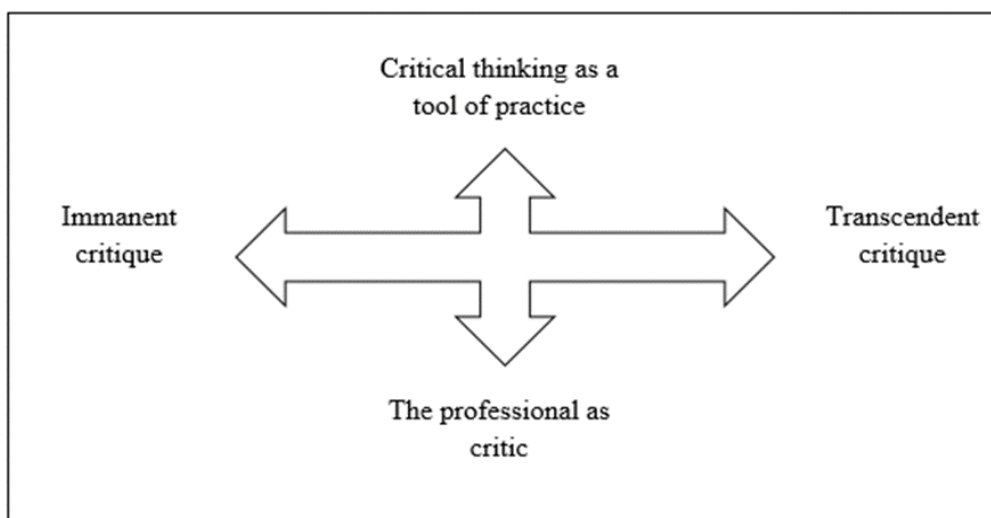 Critical thinking as a
tool of practice
Immanent
critique
Transcendent
critique
The professional as
critic